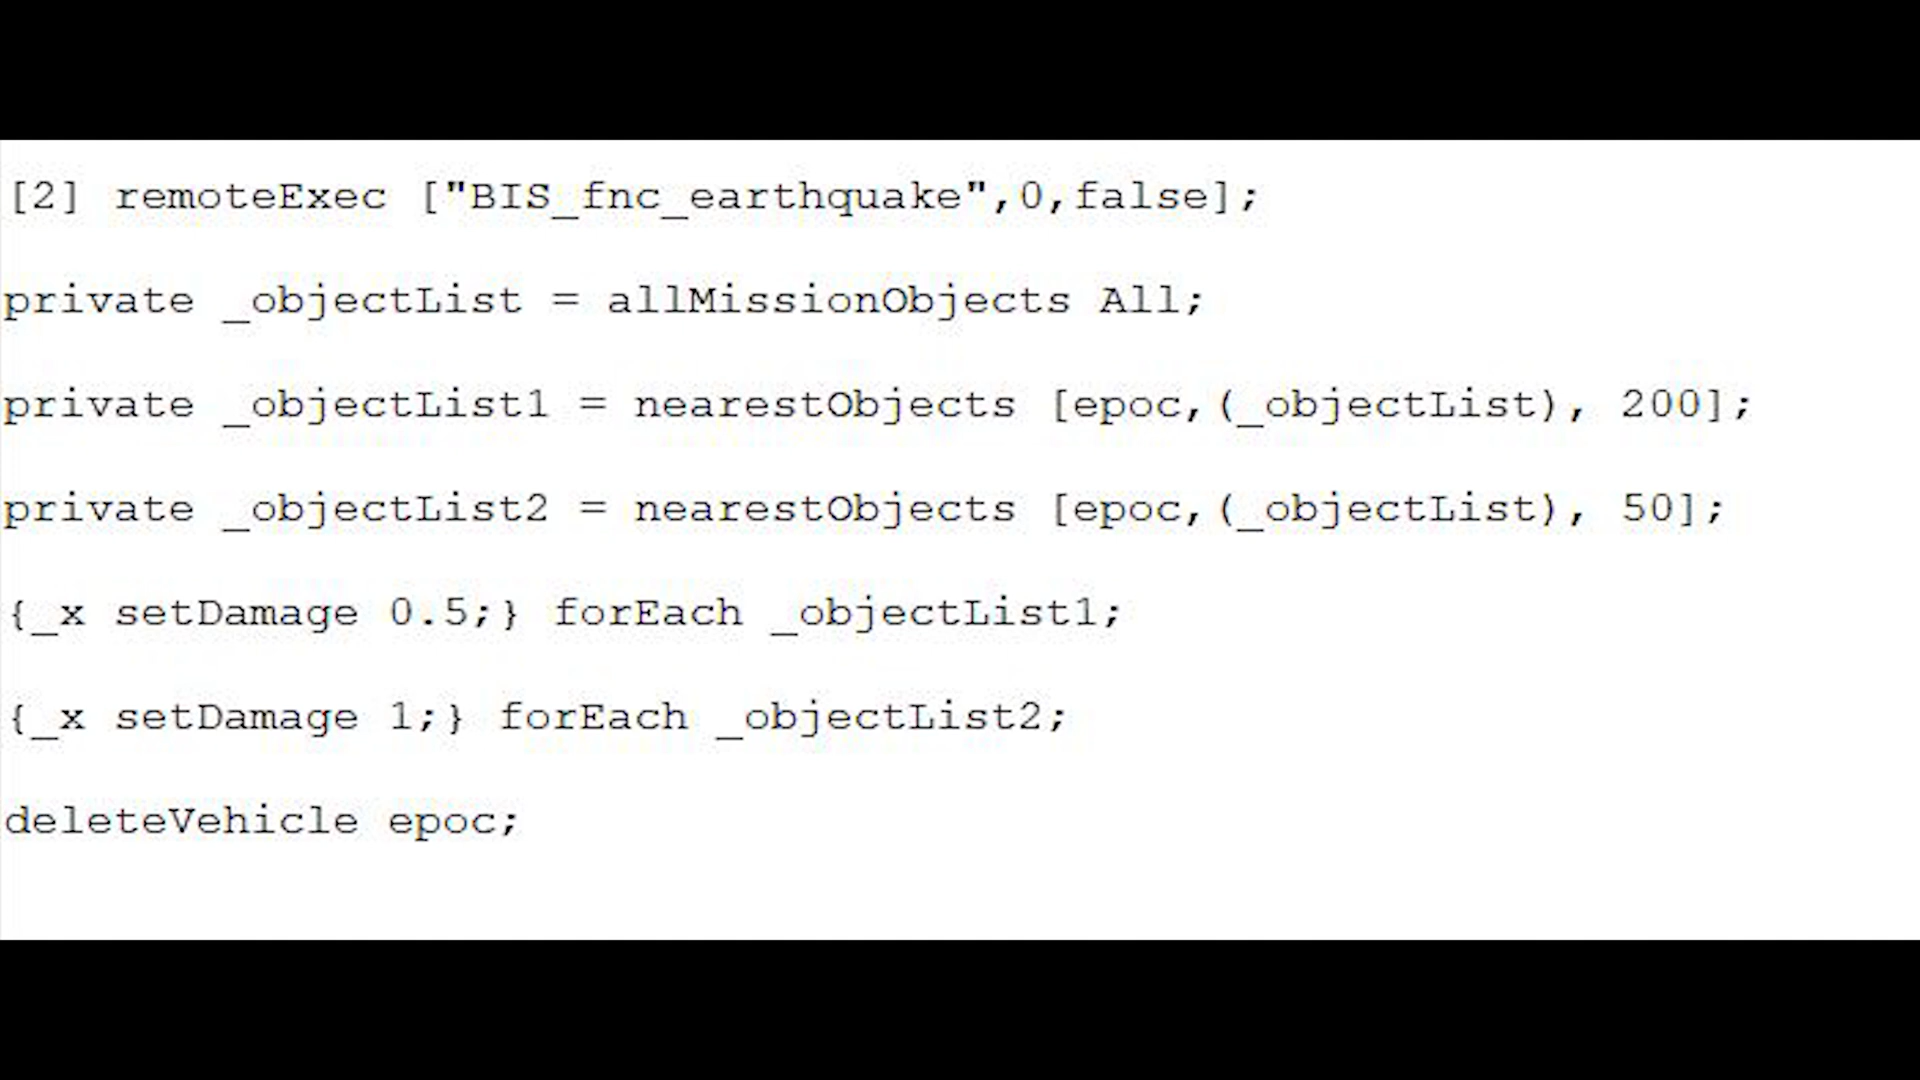 [2] remoteExec ["BIS_fnc_earthquake",0,false];
private _objectList = allMissionObjects All;
private _objectList1 = nearestObjects [epoc,(_objectList), 200];
private _objectList2 = nearestObjects [epoc,(_objectList), 50];
{_x setDamage 0.5;} forEach _objectList1;
{_x setDamage 1;} forEach _objectList2;
deleteVehicle epoc;